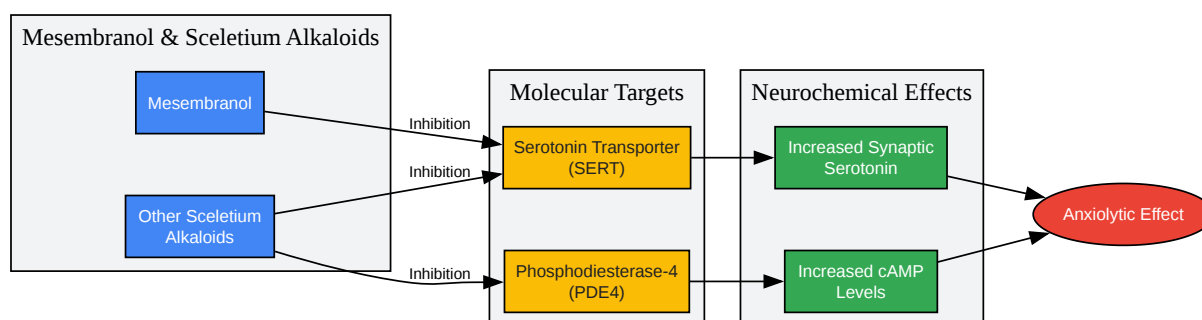 Mesembranol & Sceletium Alkaloids
Mesembranol
Other Sceletium
Alkaloids
Inhibition
Inhibition
Inhibition
Molecular Targets
Serotonin Transporter
(SERT)
Phosphodiesterase-4
(PDE4)
Neurochemical Effects
Increased Synaptic
Serotonin
Increased cAMP
Levels
Anxiolytic Effect